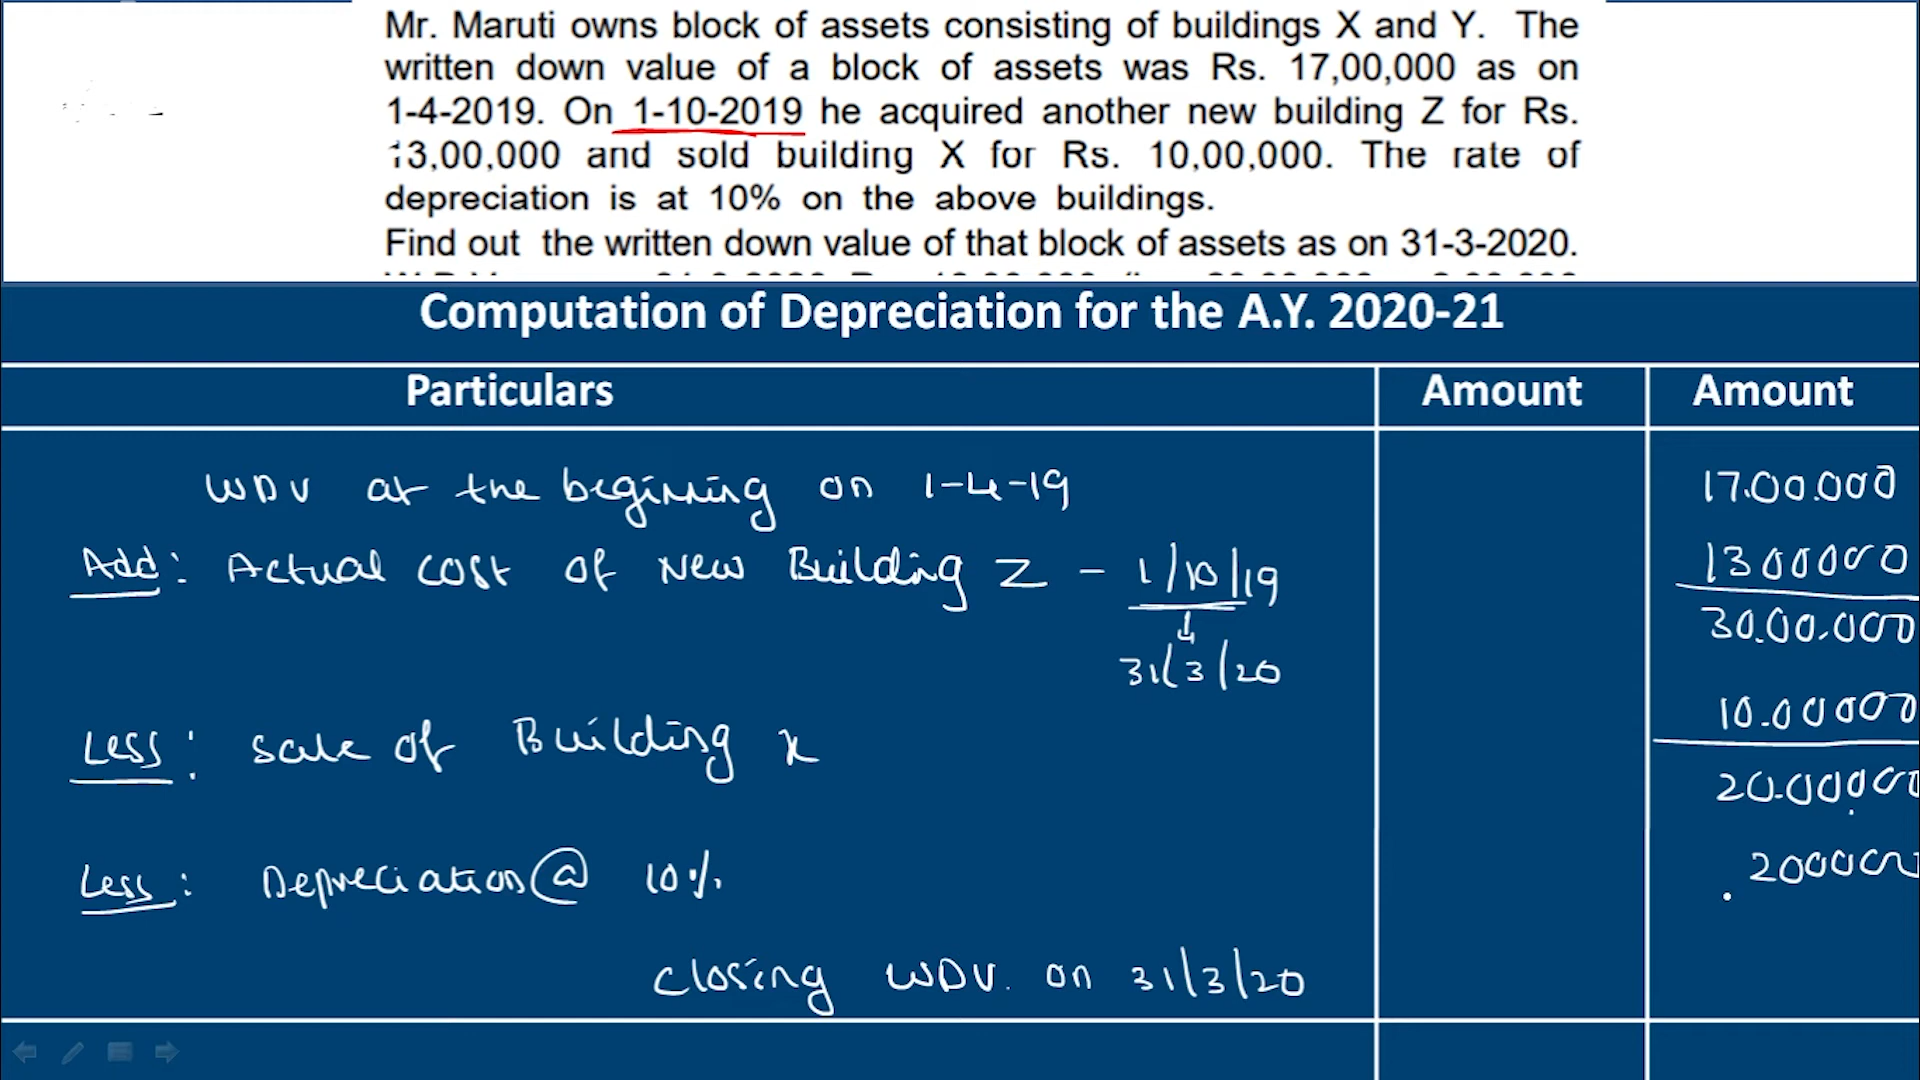 Mr. Maruti owns block of assets consisting of buildings X and Y. The
written down value of a block of assets was Rs. 17,00,000 as on
1-4-2019. On 1-10-2019 he acquired another new building Z for Rs.
13,00,000 and sold building X for Rs. 10,00,000. The rate of
depreciation is at 10% on the above buildings.
Find out the written down value of that block of assets as on 31-3-2020.
Computation of Depreciation for the A.Y. 2020-21
Particulars Amount Amount
WDV at the beginning on 1-4-19 17.00.000
Add: Actual cost of New Building Z - 1/10/19 1300000
30.00.000
31/3/20
Less: sale of Building x 10.00000
20.00000
Less: Depreciation @ 10% 200000
closing WDV. on 31/3/20